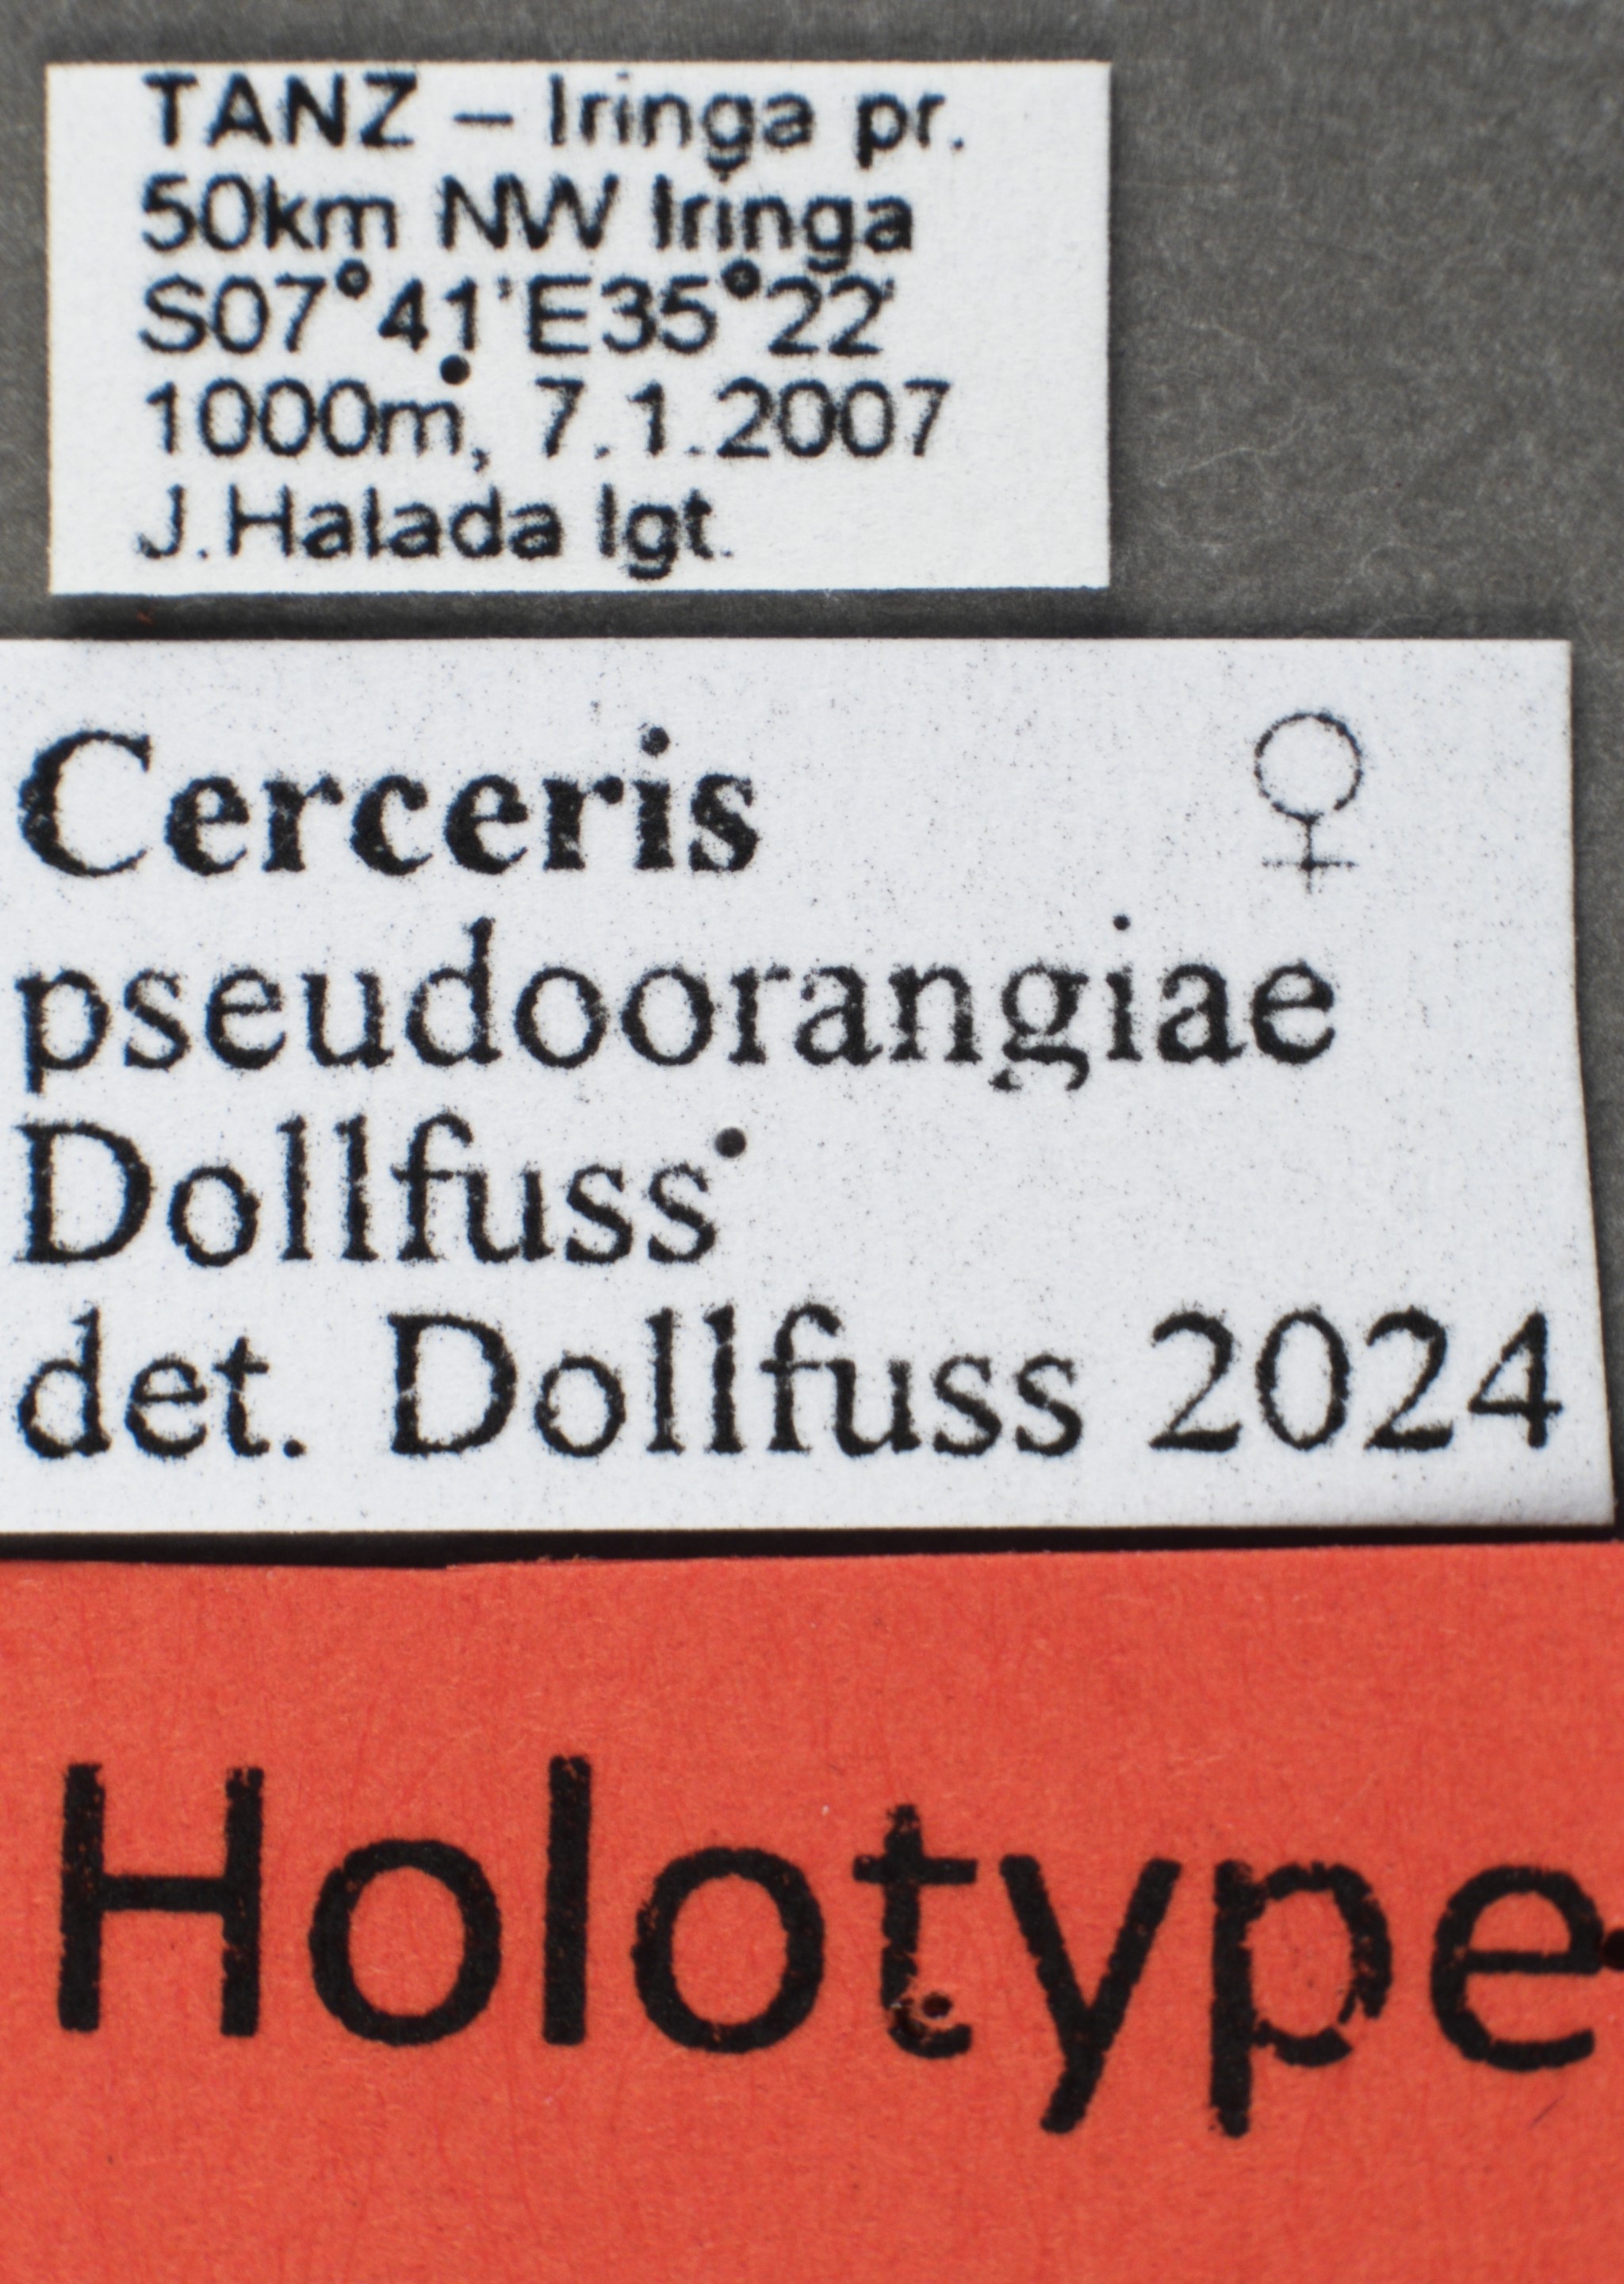 TANZ – Iringa pr.
50km NW Iringa
S07°41'E35°22'
1000m, 7.1.2007
J.Halada lgt.
Cerceris ♀
pseudoorangiae
Dollfuss
det. Dollfuss 2024
Holotype